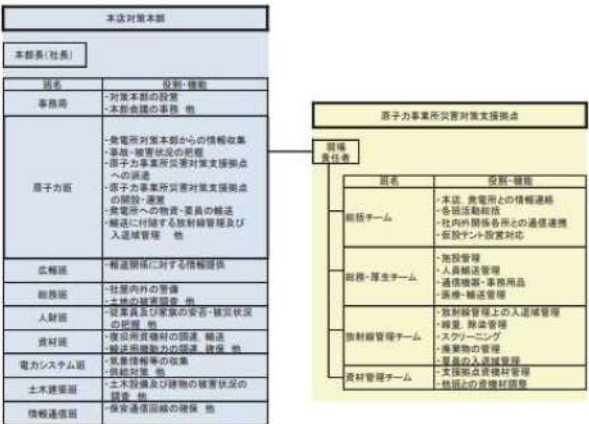 本店対策本部
本部長(社長)
班名 役割・機能
事務局
・対策本部の設営
・本部会議の事務 他
原子力班
・発電所対策本部からの情報収集
・事故・被害状況の把握
・原子力事業所災害対策支援拠点
への派遣
・原子力事業所災害対策支援拠点
の開設・運営
・発電所への物資・要員の輸送
・輸送に付随する放射線管理及び
入退域管理 他
広報班
・報道関係に対する情報提供
総務班
・社屋内外の警備
・土地の被害調査 他
人財班
・従業員及び家族の安否・被災状況
の把握 他
資材班
・復旧用資機材の調達、輸送
・輸送用機動力の調達、確保 他
電力システム班
・気象情報等の収集
・供給対策 他
土木建築班
・土木設備及び建物の被害状況の
調査 他
情報通信班
・保安通信回線の確保 他
原子力事業所災害対策支援拠点
現場
責任者
班名 役割・機能
総括チーム
・本店、発電所との情報連絡
・各班活動総括
・社内外関係各所との通信連携
・仮設テント設営対応
総務・厚生チーム
・施設管理
・人員輸送管理
・通信機器・事務用品
・医療・輸送管理
放射線管理チーム
・放射線管理上の入退域管理
・線量、除染管理
・スクリーニング
・廃棄物の管理
・要員の入退域管理
資材管理チーム
・支援拠点資機材管理
・他班との資機材調整